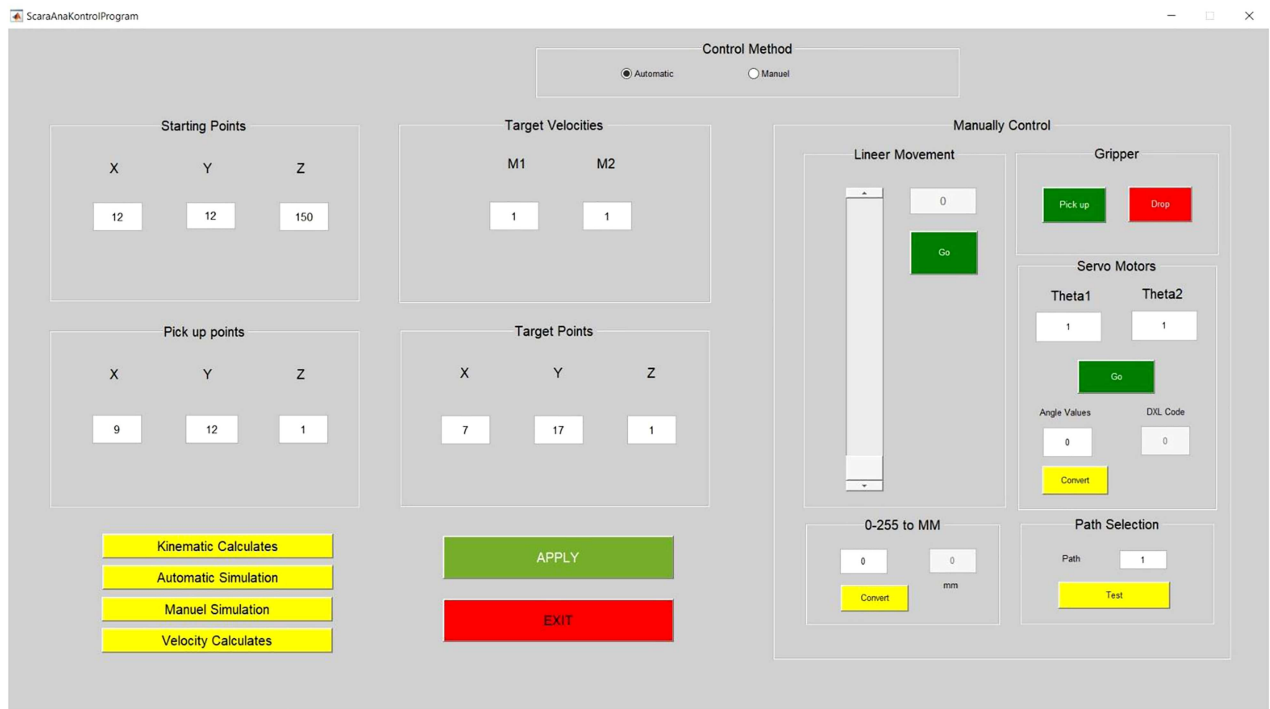 ScaraAnaKontrolProgram
Control Method
Automatic Manuel
Starting Points
X Y Z
12 12 150
Target Velocities
M1 M2
1 1
Pick up points
X Y Z
9 12 1
Target Points
X Y Z
7 17 1
Kinematic Calculates
Automatic Simulation
Manuel Simulation
Velocity Calculates
APPLY
EXIT
Manually Control
Lineer Movement
0
Go
Gripper
Pick up Drop
Servo Motors
Theta1 Theta2
1 1
Go
Angle Values DXL Code
0 0
Convert
0-255 to MM
0 0
mm
Convert
Path Selection
Path 1
Test